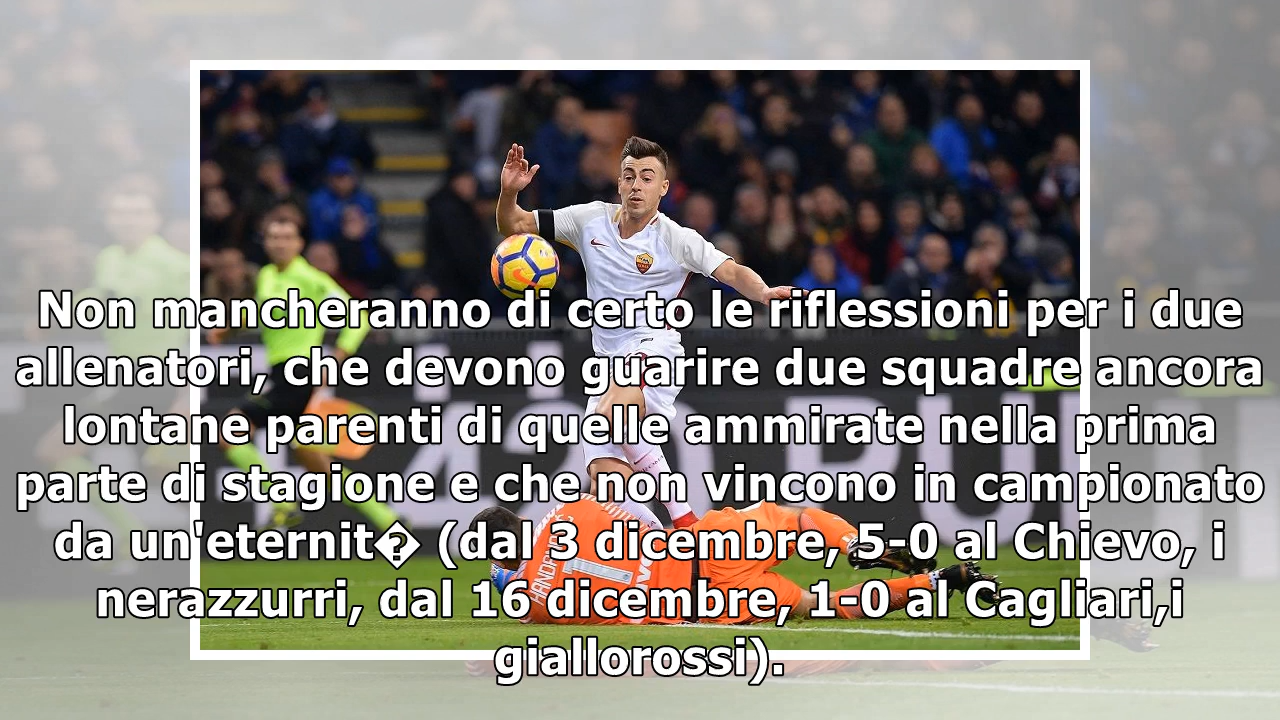 Non mancheranno di certo le riflessioni per i due
allenatori, che devono guarire due squadre ancora
lontane parenti di quelle ammirate nella prima
parte di stagione e che non vincono in campionato
da un'eternit� (dal 3 dicembre, 5-0 al Chievo, i
nerazzurri, dal 16 dicembre, 1-0 al Cagliari,i
giallorossi).
HANDANOVIC
1